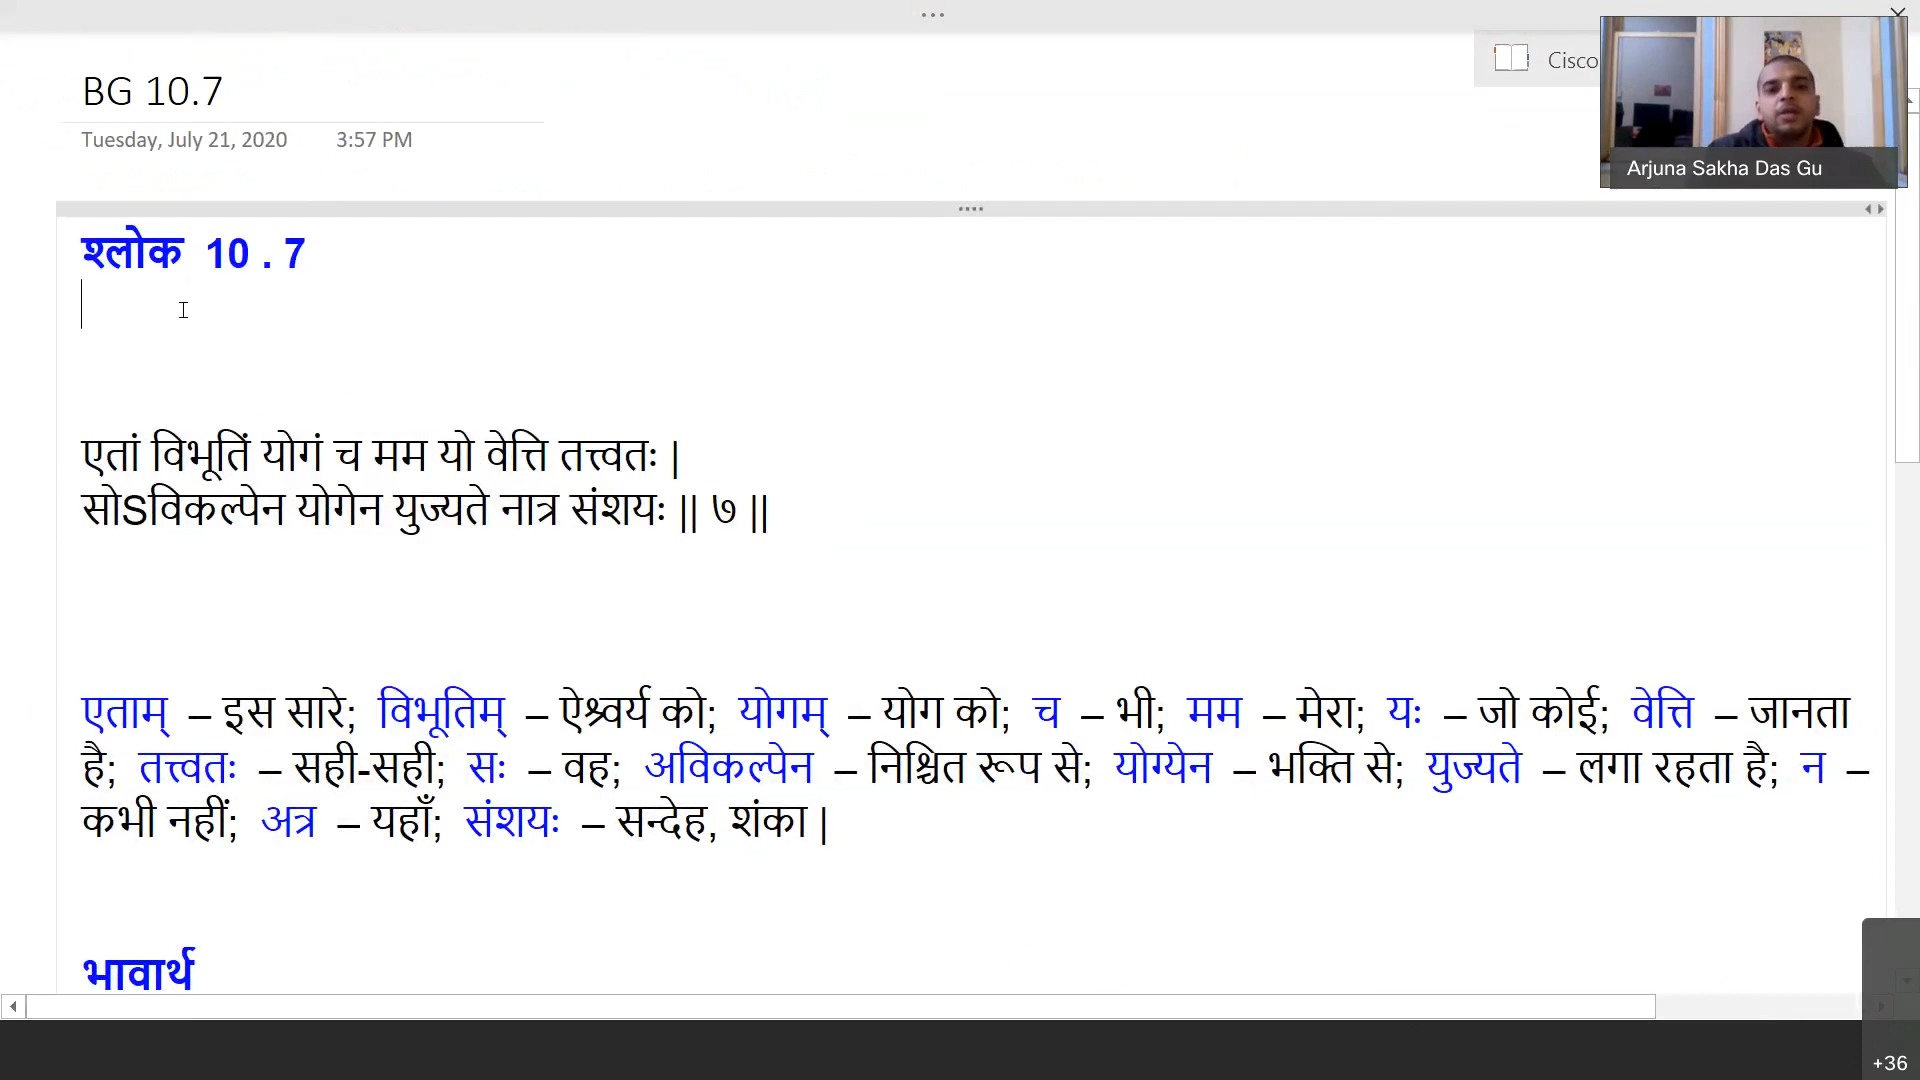 Cisco
BG 10.7
Tuesday, July 21, 2020 3:57 PM
Arjuna Sakha Das Gu
श्लोक 10 . 7
एतां विभूतिं योगं च मम यो वेत्ति तत्त्वतः |
सोSविकल्पेन योगेन युज्यते नात्र संशयः || ७ ||
एताम् – इस सारे; विभूतिम् – ऐश्र्वर्य को; योगम् – योग को; च – भी; मम – मेरा; यः – जो कोई; वेत्ति – जानता
है; तत्त्वतः – सही-सही; सः – वह; अविकल्पेन – निश्चित रूप से; योग्येन – भक्ति से; युज्यते – लगा रहता है; न –
कभी नहीं; अत्र – यहाँ; संशयः – सन्देह, शंका |
भावार्थ
+36